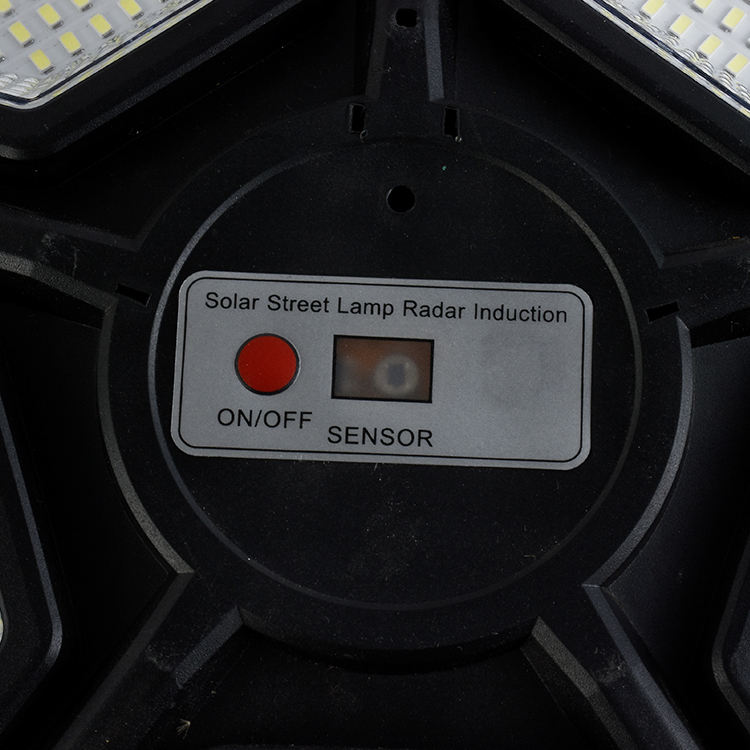 Solar Street Lamp Radar Induction
ON/OFF
SENSOR